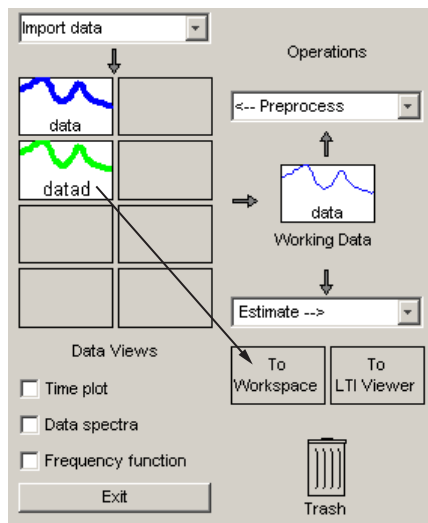 Import data
Operations
data
<-- Preprocess
datad
data
Working Data
Estimate -->
Data Views
To
Workspace
To
LTI Viewer
Time plot
Data spectra
Frequency function
Exit
Trash